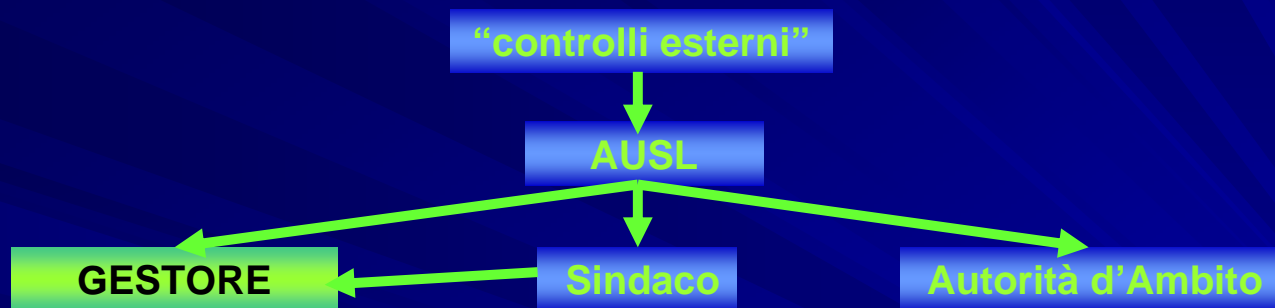 “controlli esterni”
AUSL
GESTORE
Sindaco
Autorità d’Ambito